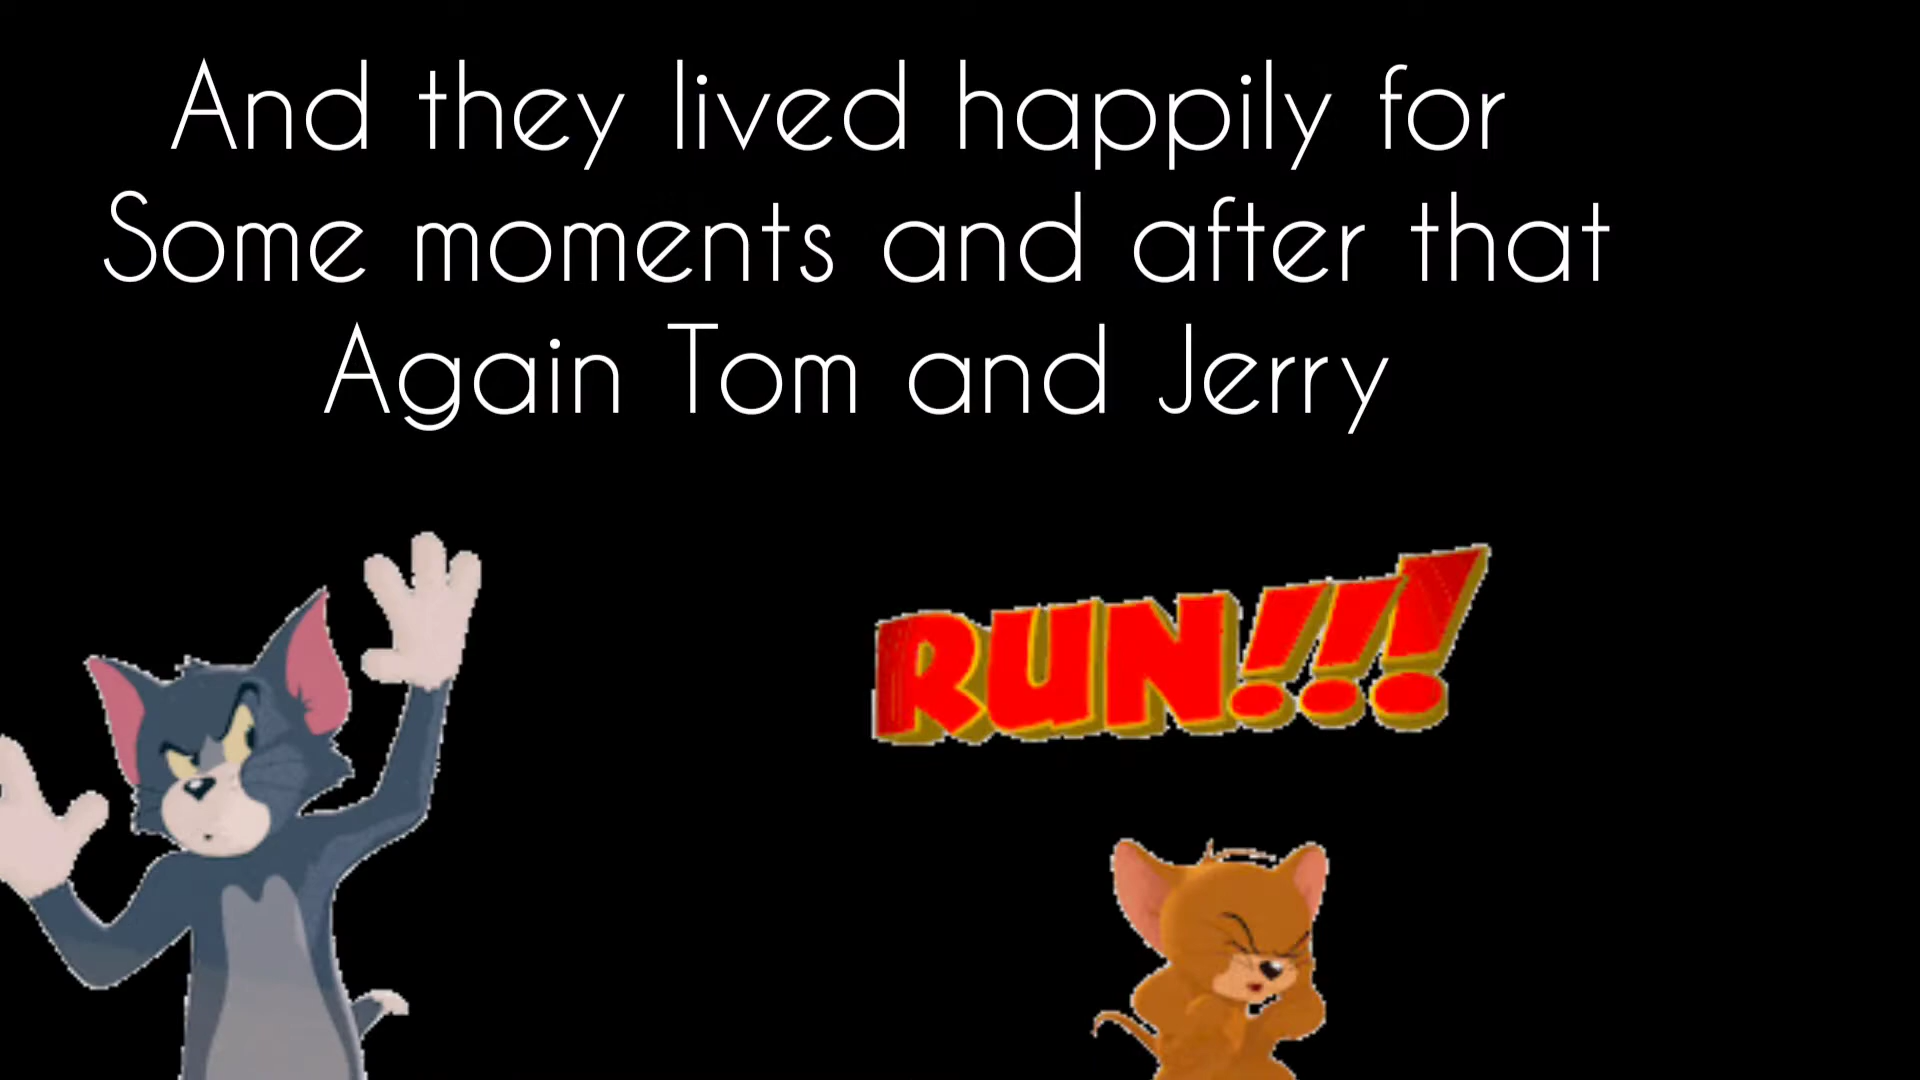 And they lived happily for
Some moments and after that
Again Tom and Jerry
RUN!!!